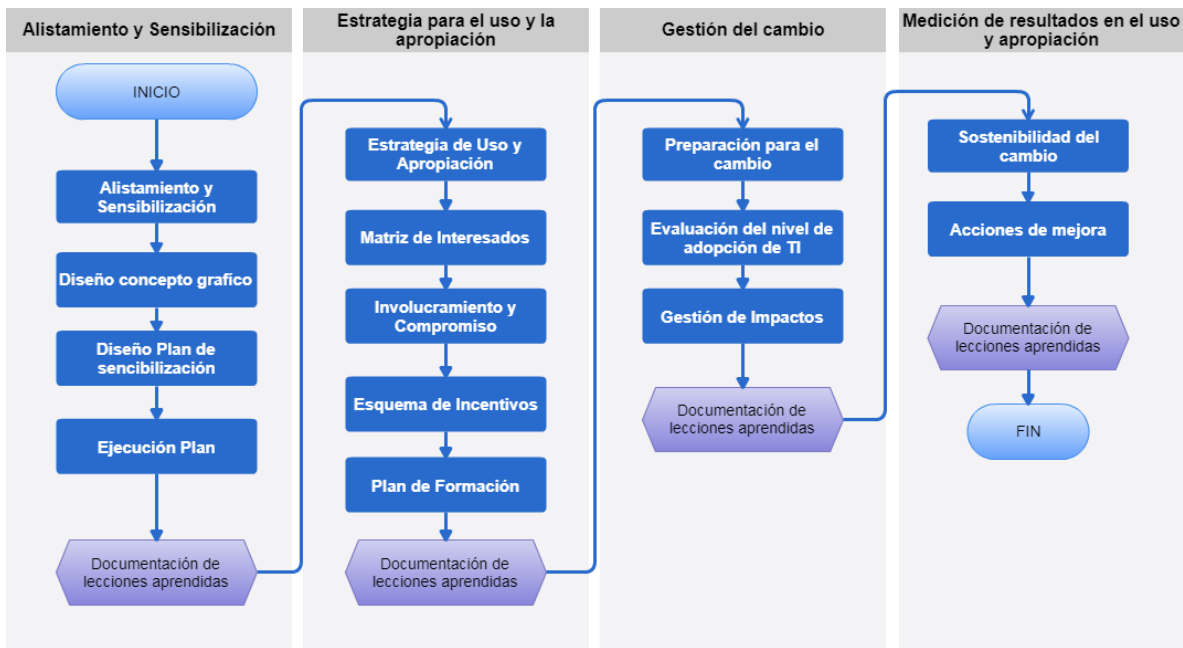 Alistamiento y Sensibilización
INICIO
Alistamiento y
Sensibilización
Diseño concepto grafico
Diseño Plan de
sencibilización
Ejecución Plan
Documentación de
lecciones aprendidas
Estrategia para el uso y la
apropiación
Estrategia de Uso y
Apropiación
Matriz de Interesados
Involucramiento y
Compromiso
Esquema de Incentivos
Plan de Formación
Documentación de
lecciones aprendidas
Gestión del cambio
Preparación para el
cambio
Evaluación del nivel de
adopción de TI
Gestión de Impactos
Documentación de
lecciones aprendidas
Medición de resultados en el uso
y apropiación
Sostenibilidad del
cambio
Acciones de mejora
Documentación de
lecciones aprendidas
FIN